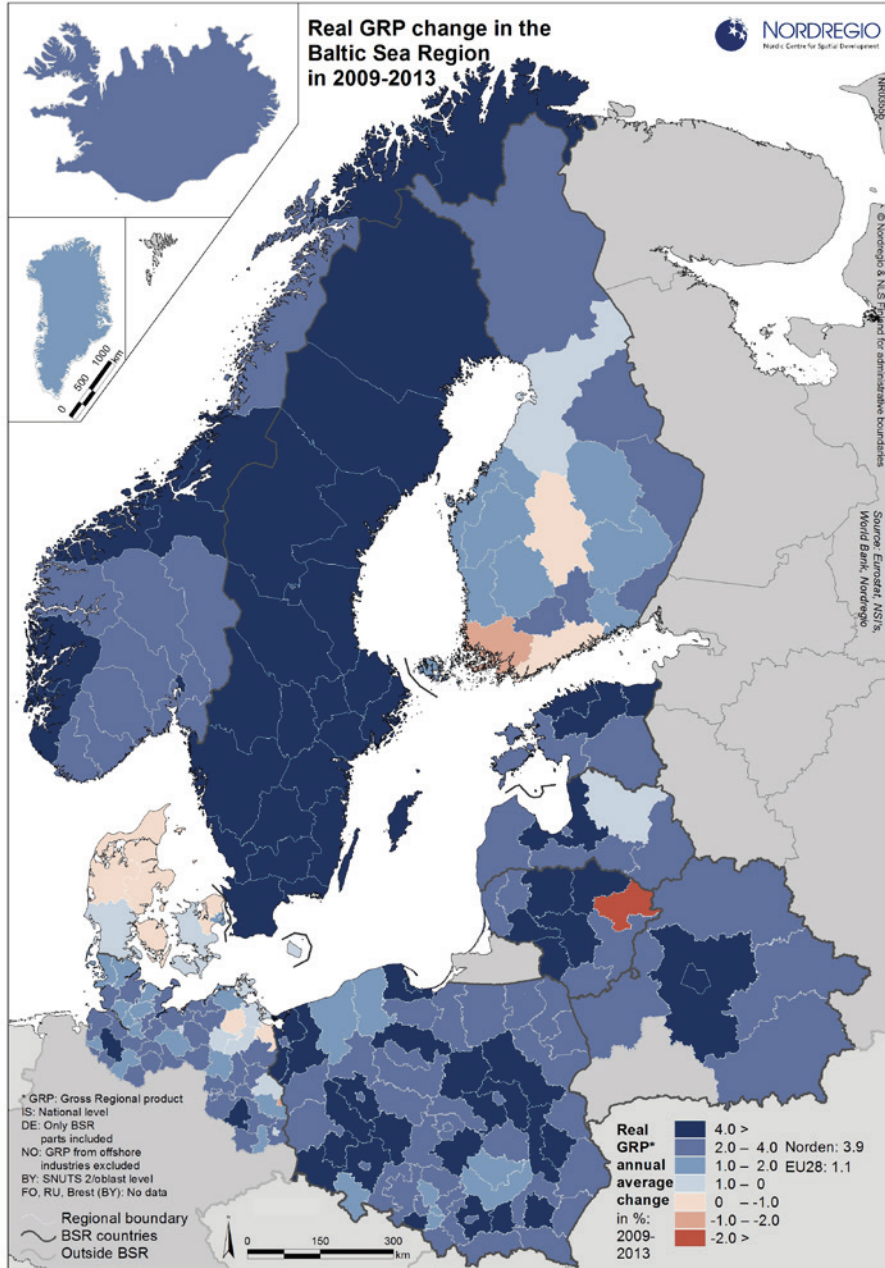 Real GRP change in the
Baltic Sea Region
in 2009-2013
NORDREGIO
Nordic Centre for Spatial Development
© Nordregio & NLS Finland for administrative boundaries
Source: Eurostat, NSI's,
World Bank, Nordregio
0 500 1000
km
* GRP: Gross Regional product
IS: National level
DE: Only BSR
parts included
NO: GRP from offshore
industries excluded
BY: SNUTS 2/oblast level
FO, RU, Brest (BY): No data
Regional boundary
BSR countries
Outside BSR
0 150 300
km
Real
GRP*
annual
average
change
in %:
2009-
2013
4.0 >
2.0 – 4.0
1.0 – 2.0
1.0 – 0
0 – -1.0
-1.0 – -2.0
-2.0 >
Norden: 3.9
EU28: 1.1